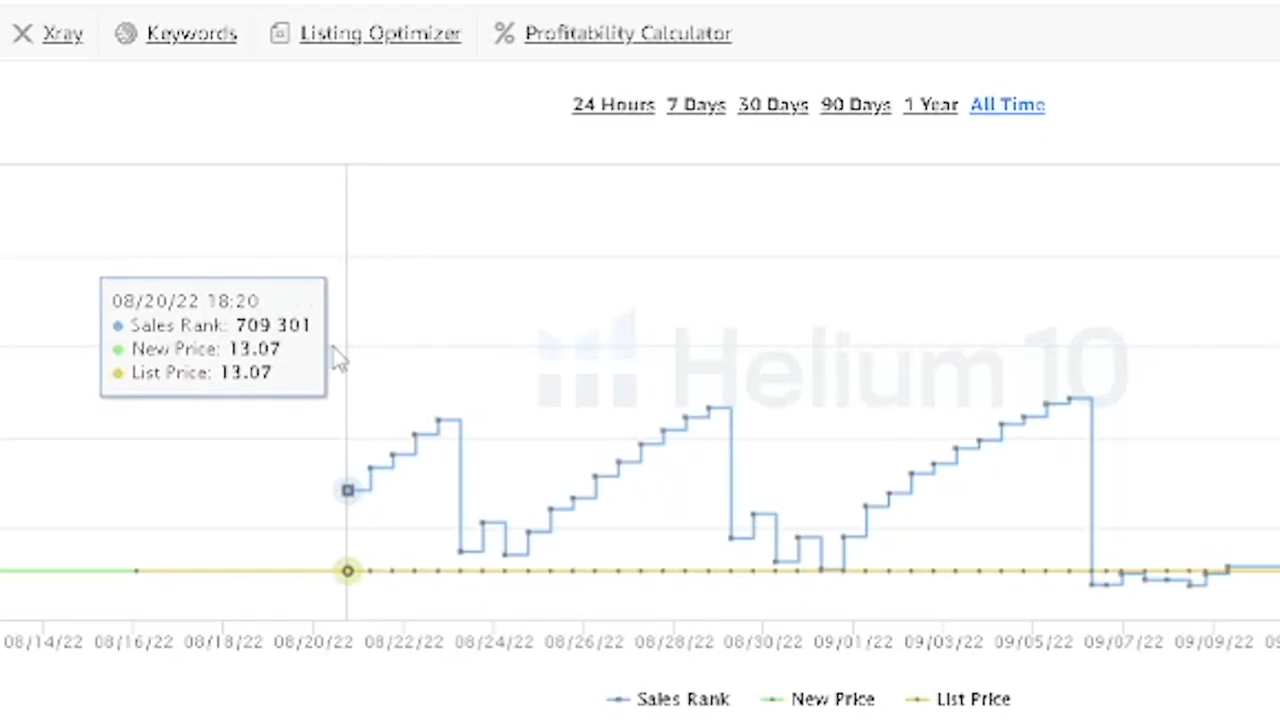 Xray Keywords Listing Optimizer Profitability Calculator
24 Hours 7 Days 30 Days 90 Days 1 Year All Time
08/20/22 18:20
Sales Rank: 709 301
New Price: 13.07
List Price: 13.07
Helium 10
08/14/22 08/16/22 08/18/22 08/20/22 08/22/22 08/24/22 08/26/22 08/28/22 08/30/22 09/01/22 09/03/22 09/05/22 09/07/22 09/09/22
Sales Rank New Price List Price